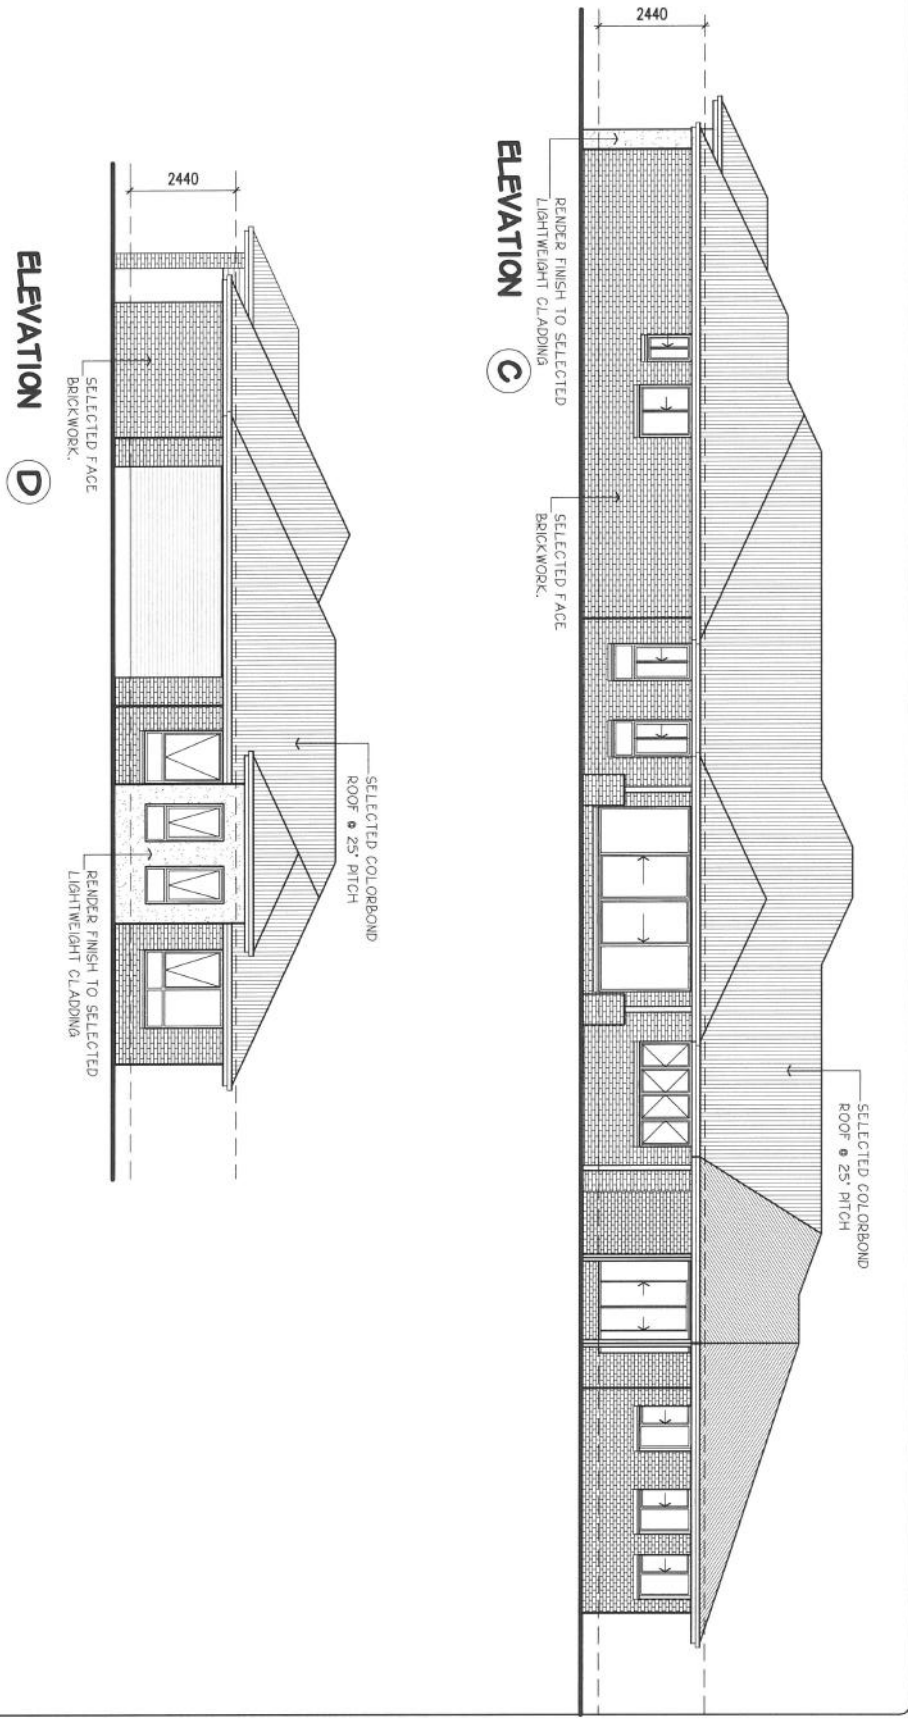 2440
SELECTED COLORBOND
ROOF @ 25° PITCH
RENDER FINISH TO SELECTED
LIGHTWEIGHT CLADDING
SELECTED FACE
BRICKWORK.
ELEVATION C
2440
SELECTED COLORBOND
ROOF @ 25° PITCH
SELECTED FACE
BRICKWORK.
RENDER FINISH TO SELECTED
LIGHTWEIGHT CLADDING
ELEVATION D